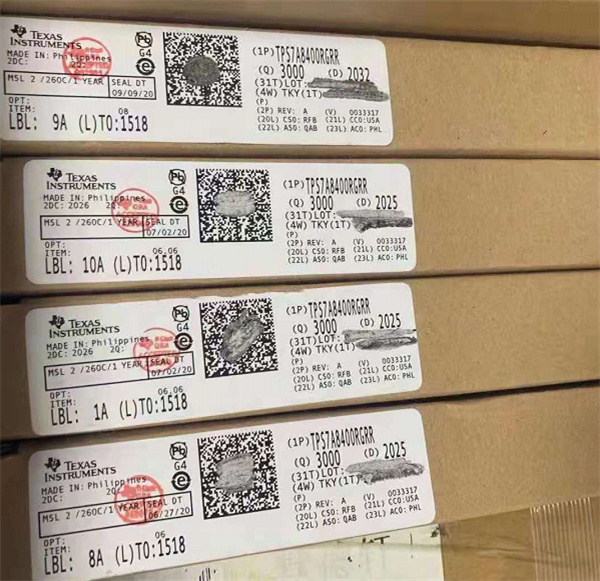 TEXAS
INSTRUMENTS
MADE IN: Philippines
2DC: 2Q:
Pb
G4
e
MSL 2 /260C/1 YEAR SEAL DT
09/09/20
OPT:
ITEM: 08
LBL: 9A (L)TO:1518
(1P)TPS7A8400RGRR
(Q) 3000 (D) 2032
(31T)LOT:
(4W) TKY(1T)
(P)
(2P) REV: A (V) 0033317
(20L) CSO: RFB (21L) CCO:USA
(22L) ASO: QAB (23L) ACO: PHL
TEXAS
INSTRUMENTS
MADE IN: Philippines
2DC: 2026 2Q:
Pb
G4
e
MSL 2 /260C/1 YEAR SEAL DT
07/02/20
OPT:
ITEM: 06,06
LBL: 10A (L)TO:1518
(1P)TPS7A8400RGRR
(Q) 3000 (D) 2025
(31T)LOT:
(4W) TKY(1T)
(P)
(2P) REV: A (V) 0033317
(20L) CSO: RFB (21L) CCO:USA
(22L) ASO: QAB (23L) ACO: PHL
TEXAS
INSTRUMENTS
MADE IN: Philippines
2DC: 2026 2Q:
Pb
G4
e
MSL 2 /260C/1 YEAR SEAL DT
07/02/20
OPT:
ITEM: 06,06
LBL: 1A (L)TO:1518
(1P)TPS7A8400RGRR
(Q) 3000 (D) 2025
(31T)LOT:
(4W) TKY(1T)
(P)
(2P) REV: A (V) 0033317
(20L) CSO: RFB (21L) CCO:USA
(22L) ASO: QAB (23L) ACO: PHL
TEXAS
INSTRUMENTS
MADE IN: Philippines
2DC: 2Q:
Pb
G4
e
MSL 2 /260C/1 YEAR SEAL DT
06/27/20
OPT:
ITEM: 06
LBL: 8A (L)TO:1518
(1P)TPS7A8400RGRR
(Q) 3000 (D) 2025
(31T)LOT:
(4W) TKY(1T)
(P)
(2P) REV: A (V) 0033317
(20L) CSO: RFB (21L) CCO:USA
(22L) ASO: QAB (23L) ACO: PHL